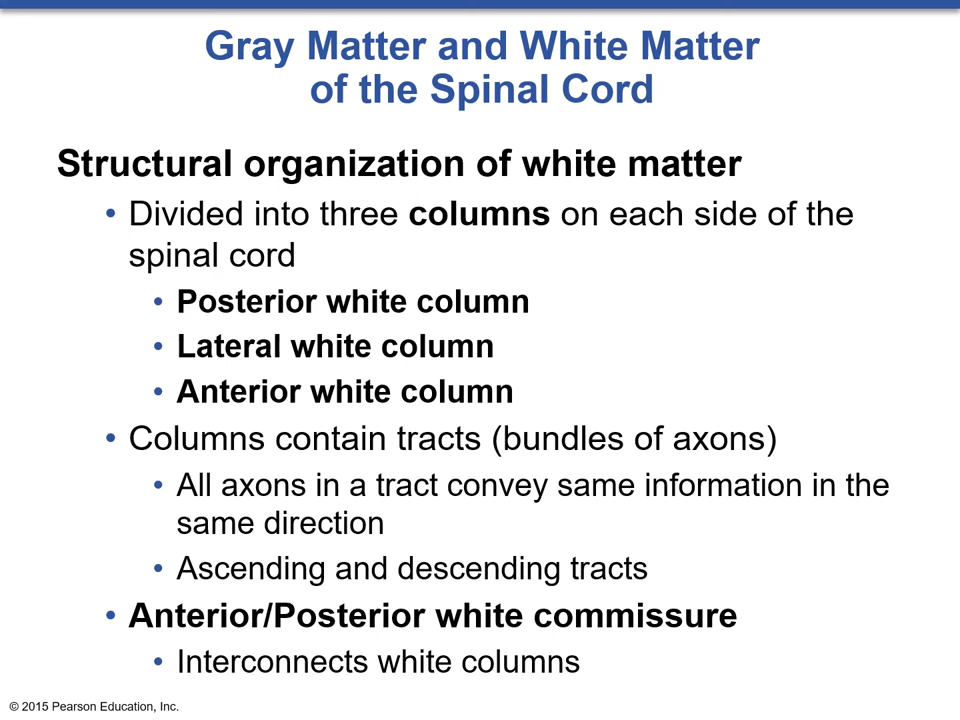 Gray Matter and White Matter
of the Spinal Cord
Structural organization of white matter
• Divided into three columns on each side of the
spinal cord
• Posterior white column
• Lateral white column
• Anterior white column
• Columns contain tracts (bundles of axons)
• All axons in a tract convey same information in the
same direction
• Ascending and descending tracts
• Anterior/Posterior white commissure
• Interconnects white columns
© 2015 Pearson Education, Inc.